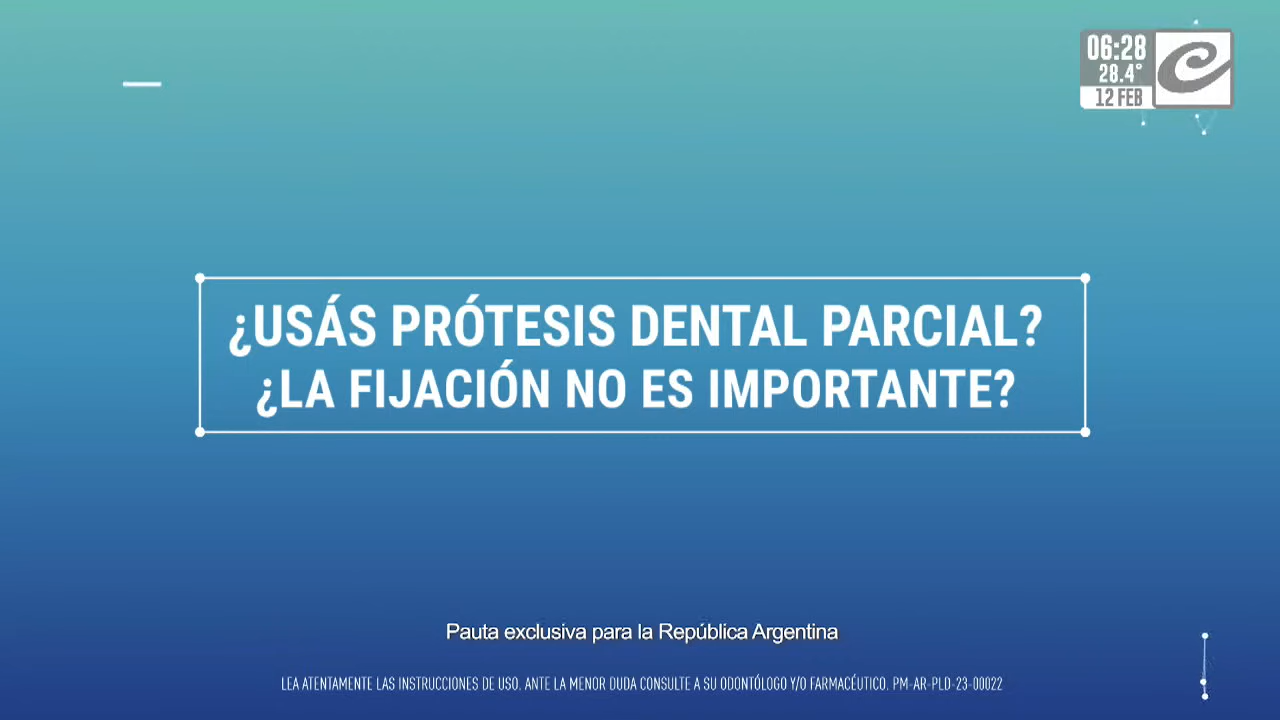 06:28
28.4°
12 FEB
¿USÁS PRÓTESIS DENTAL PARCIAL?
¿LA FIJACIÓN NO ES IMPORTANTE?
Pauta exclusiva para la República Argentina
LEA ATENTAMENTE LAS INSTRUCCIONES DE USO. ANTE LA MENOR DUDA CONSULTE A SU ODONTÓLOGO Y/O FARMACÉUTICO. PM-AR-PLD-23-00022